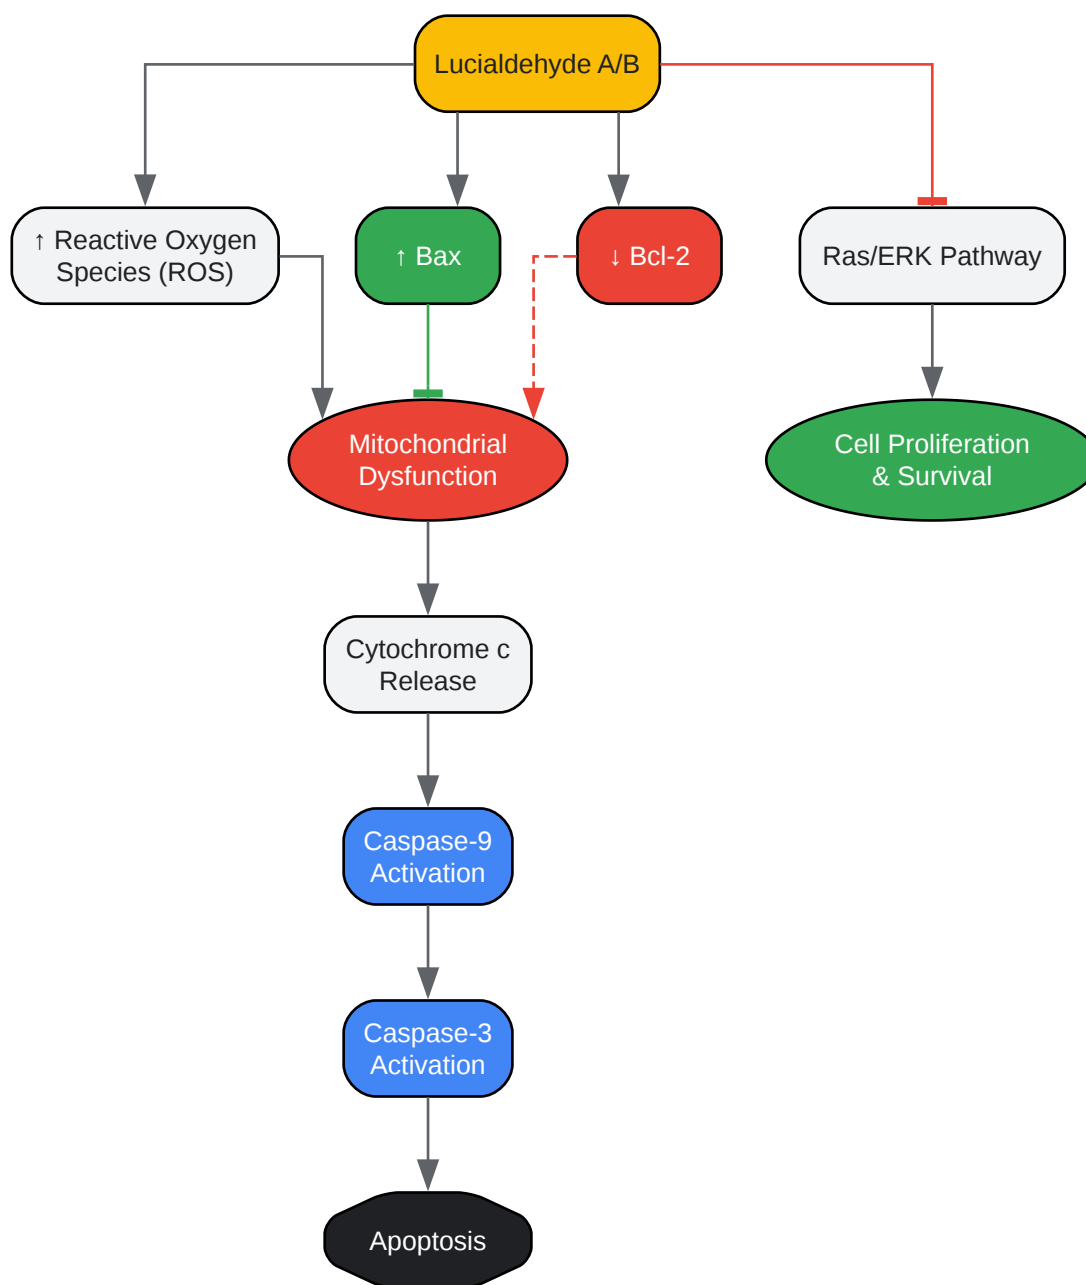 Lucialdehyde A/B
↑ Reactive Oxygen
Species (ROS)
↑ Bax
↓ Bcl-2
Ras/ERK Pathway
Mitochondrial
Dysfunction
Cell Proliferation
& Survival
Cytochrome c
Release
Caspase-9
Activation
Caspase-3
Activation
Apoptosis